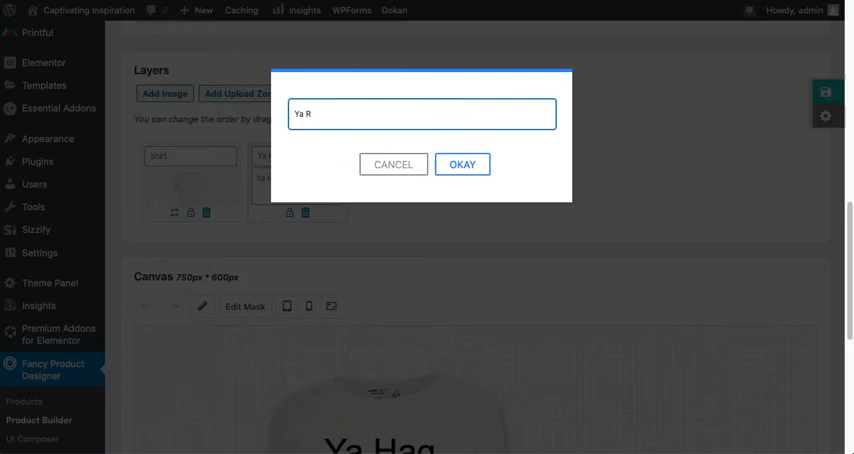 Captivating Inspiration 0 New Caching Insights WPForms Dokan Howdy, admin
Printful
Elementor
Templates
Essential Addons
Appearance
Plugins
Users
Tools
Sizzify
Settings
Theme Panel
Insights
Premium Addons
for Elementor
Fancy Product
Designer
Products
Product Builder
UI Composer
Layers
Add Image
Add Upload Zon
You can change the order by drag
shirt
Ya R
CANCEL
OKAY
Canvas 750px * 600px
Edit Mask
Ya Haq